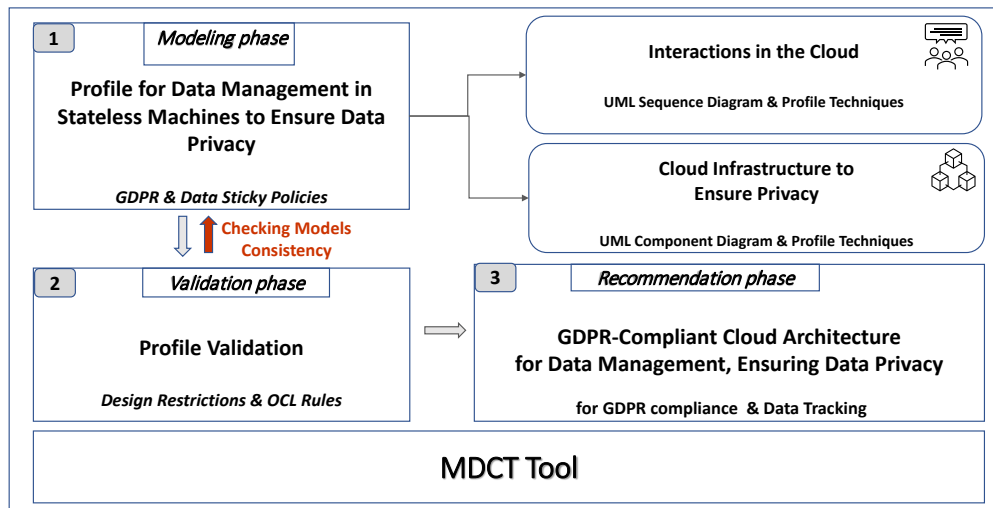 1
Modeling phase
Profile for Data Management in
Stateless Machines to Ensure Data
Privacy
GDPR & Data Sticky Policies
Interactions in the Cloud
UML Sequence Diagram & Profile Techniques
Cloud Infrastructure to
Ensure Privacy
UML Component Diagram & Profile Techniques
Checking Models
Consistency
2
Validation phase
Profile Validation
Design Restrictions & OCL Rules
3
Recommendation phase
GDPR-Compliant Cloud Architecture
for Data Management, Ensuring Data Privacy
for GDPR compliance & Data Tracking
MDCT Tool